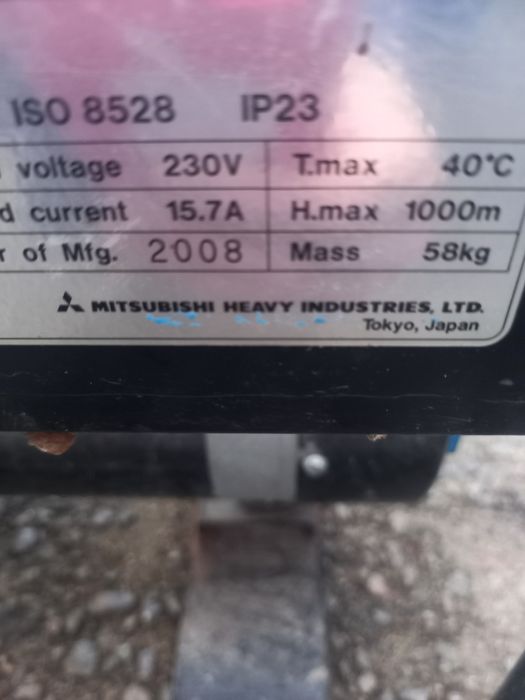 ISO 8528 IP23
voltage 230V T.max 40°C
d current 15.7A H.max 1000m
r of Mfg. 2008 Mass 58kg
MITSUBISHI HEAVY INDUSTRIES, LTD.
Tokyo, Japan